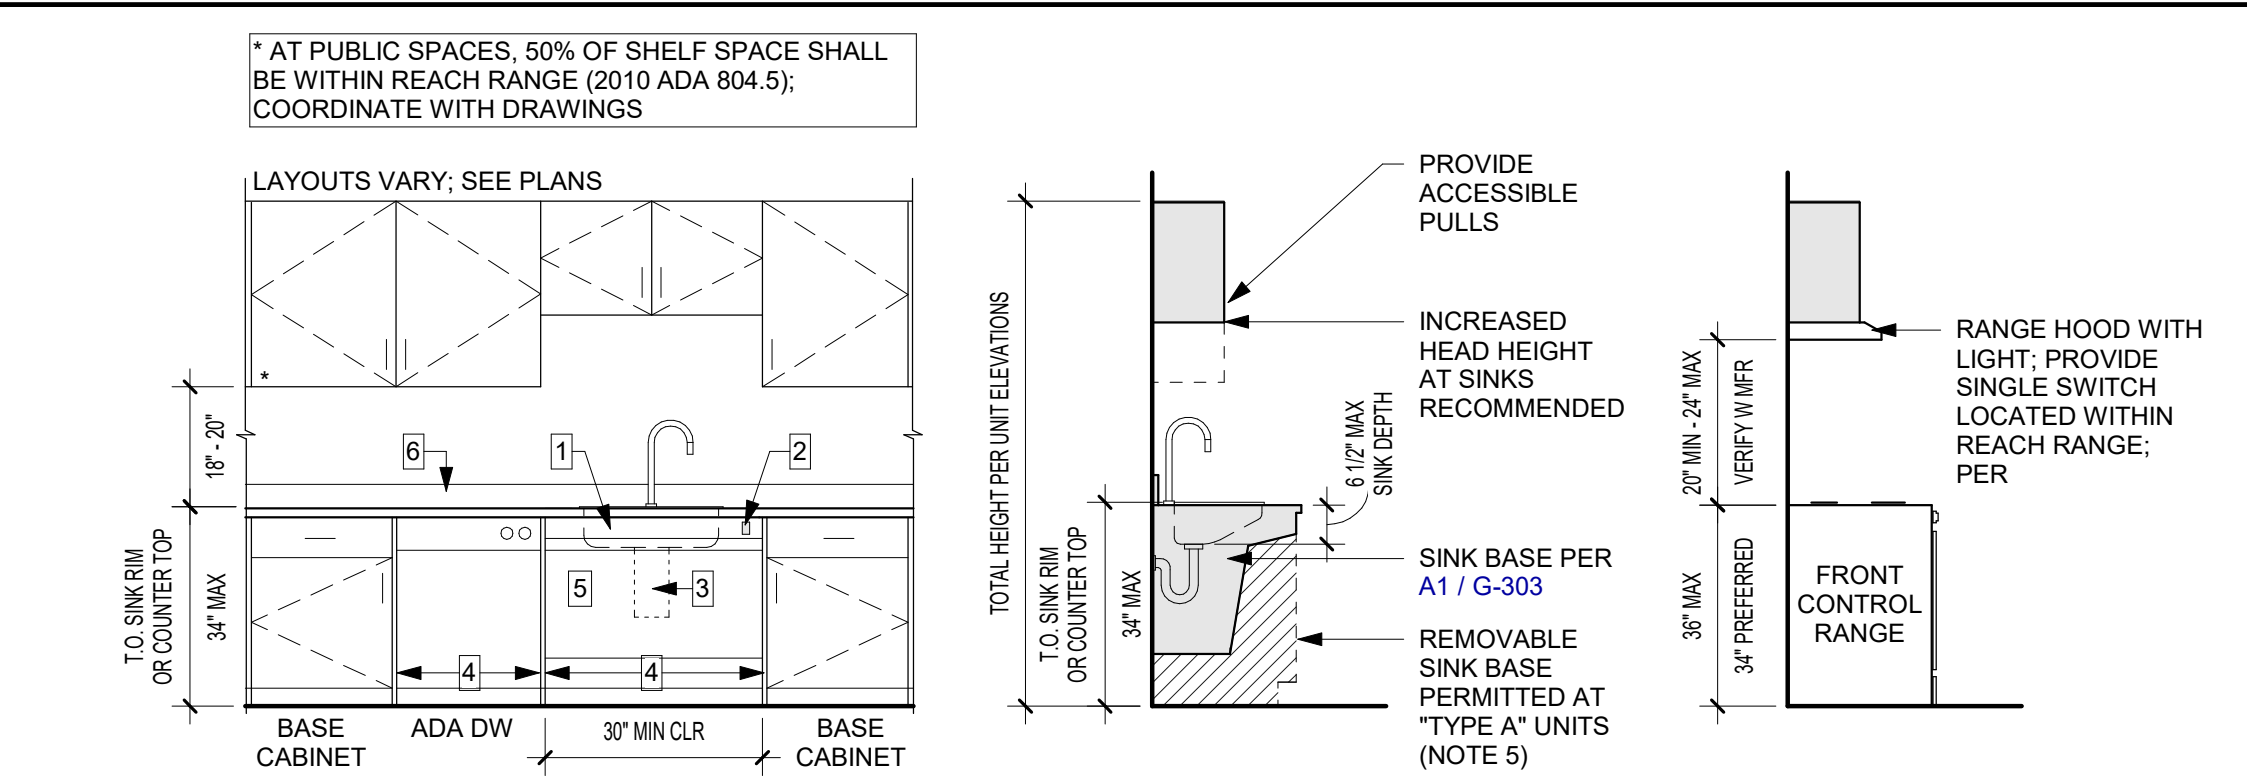 * AT PUBLIC SPACES, 50% OF SHELF SPACE SHALL
BE WITHIN REACH RANGE (2010 ADA 804.5);
COORDINATE WITH DRAWINGS
LAYOUTS VARY; SEE PLANS
*
18" - 20"
T.O. SINK RIM
OR COUNTER TOP
34" MAX
6
1
2
5
3
4
4
BASE
CABINET
ADA DW
30" MIN CLR
BASE
CABINET
TOTAL HEIGHT PER UNIT ELEVATIONS
T.O. SINK RIM
OR COUNTER TOP
34" MAX
6 1/2" MAX
SINK DEPTH
PROVIDE
ACCESSIBLE
PULLS
INCREASED
HEAD HEIGHT
AT SINKS
RECOMMENDED
SINK BASE PER
A1 / G-303
REMOVABLE
SINK BASE
PERMITTED AT
"TYPE A" UNITS
(NOTE 5)
20" MIN - 24" MAX
VERIFY W MFR
36" MAX
34" PREFERRED
FRONT
CONTROL
RANGE
RANGE HOOD WITH
LIGHT; PROVIDE
SINGLE SWITCH
LOCATED WITHIN
REACH RANGE;
PER